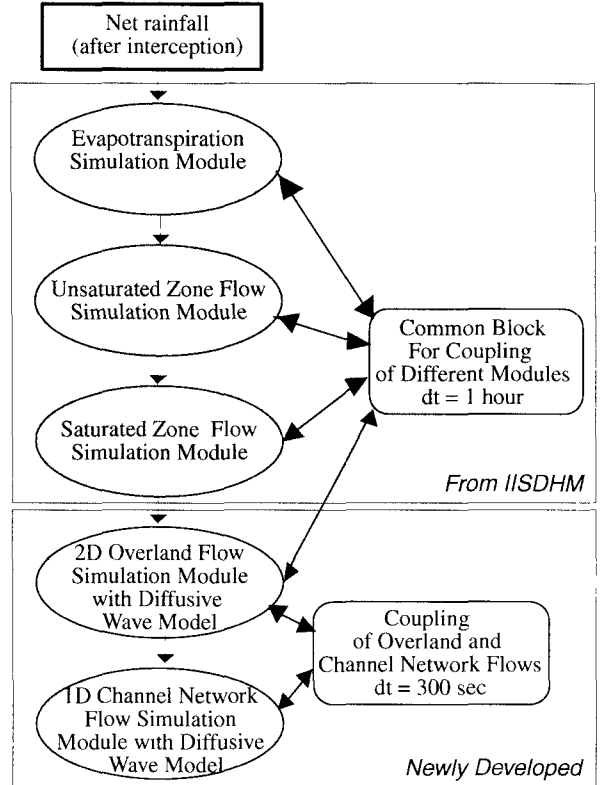 Net rainfall
(after interception)
Evapotranspiration
Simulation Module
Unsaturated Zone Flow
Simulation Module
Common Block
For Coupling
of Different Modules
dt = 1 hour
Saturated Zone Flow
Simulation Module
From IISDHM
2D Overland Flow
Simulation Module
with Diffusive
Wave Model
Coupling
of Overland and
Channel Network Flows
dt = 300 sec
1D Channel Network
Flow Simulation
Module with Diffusive
Wave Model
Newly Developed